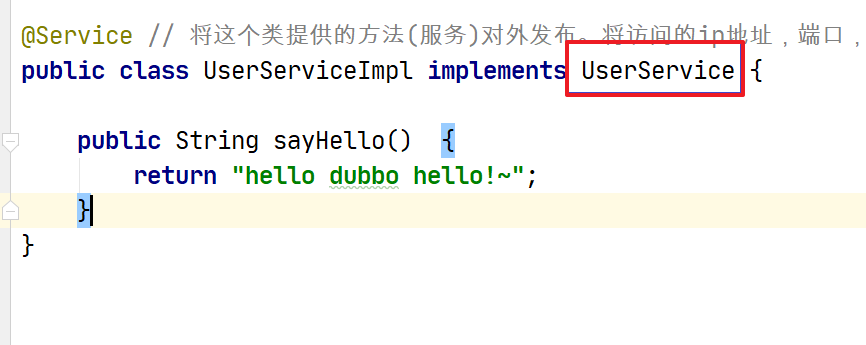 @Service // 将这个类提供的方法(服务)对外发布。将访问的ip地址，端口，
public class UserServiceImpl implements UserService {
public String sayHello() {
return "hello dubbo hello!~";
}
}